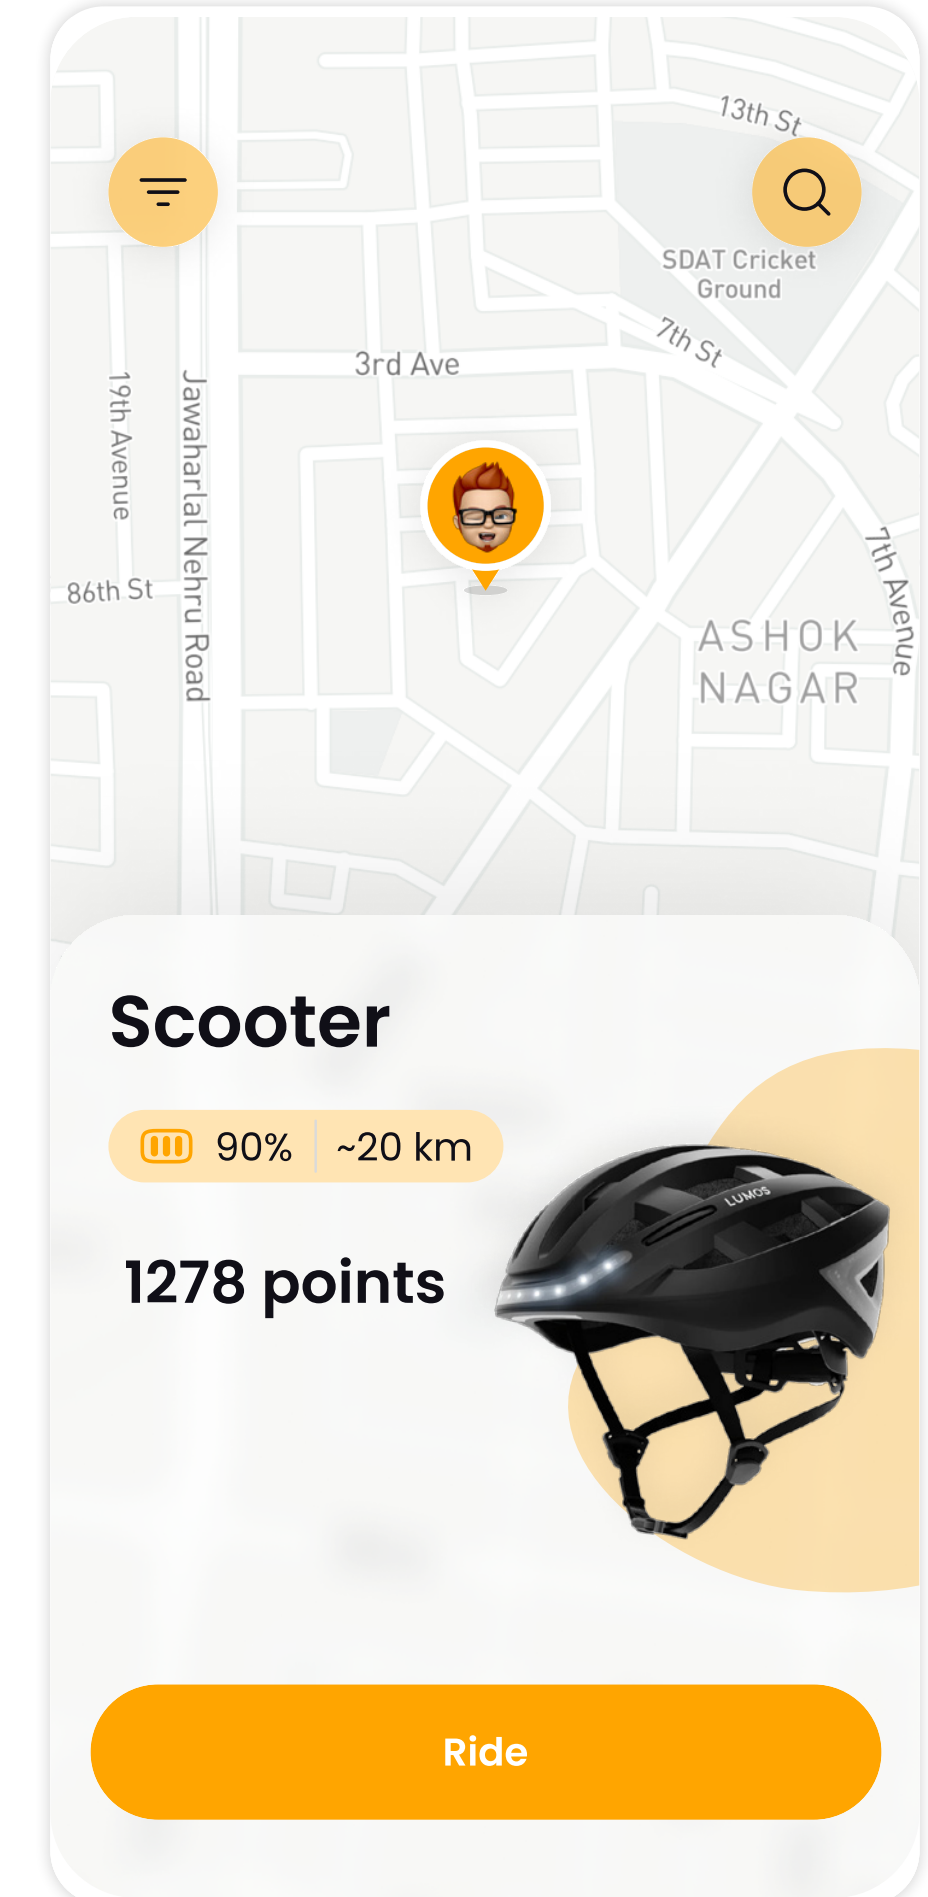 13th St
SDAT Cricket
Ground
7th St
3rd Ave
19th Avenue
Jawaharlal Nehru Road
7th Avenue
86th St
ASHOK
NAGAR
Scooter
90% ~20 km
LUMOS
1278 points
Ride